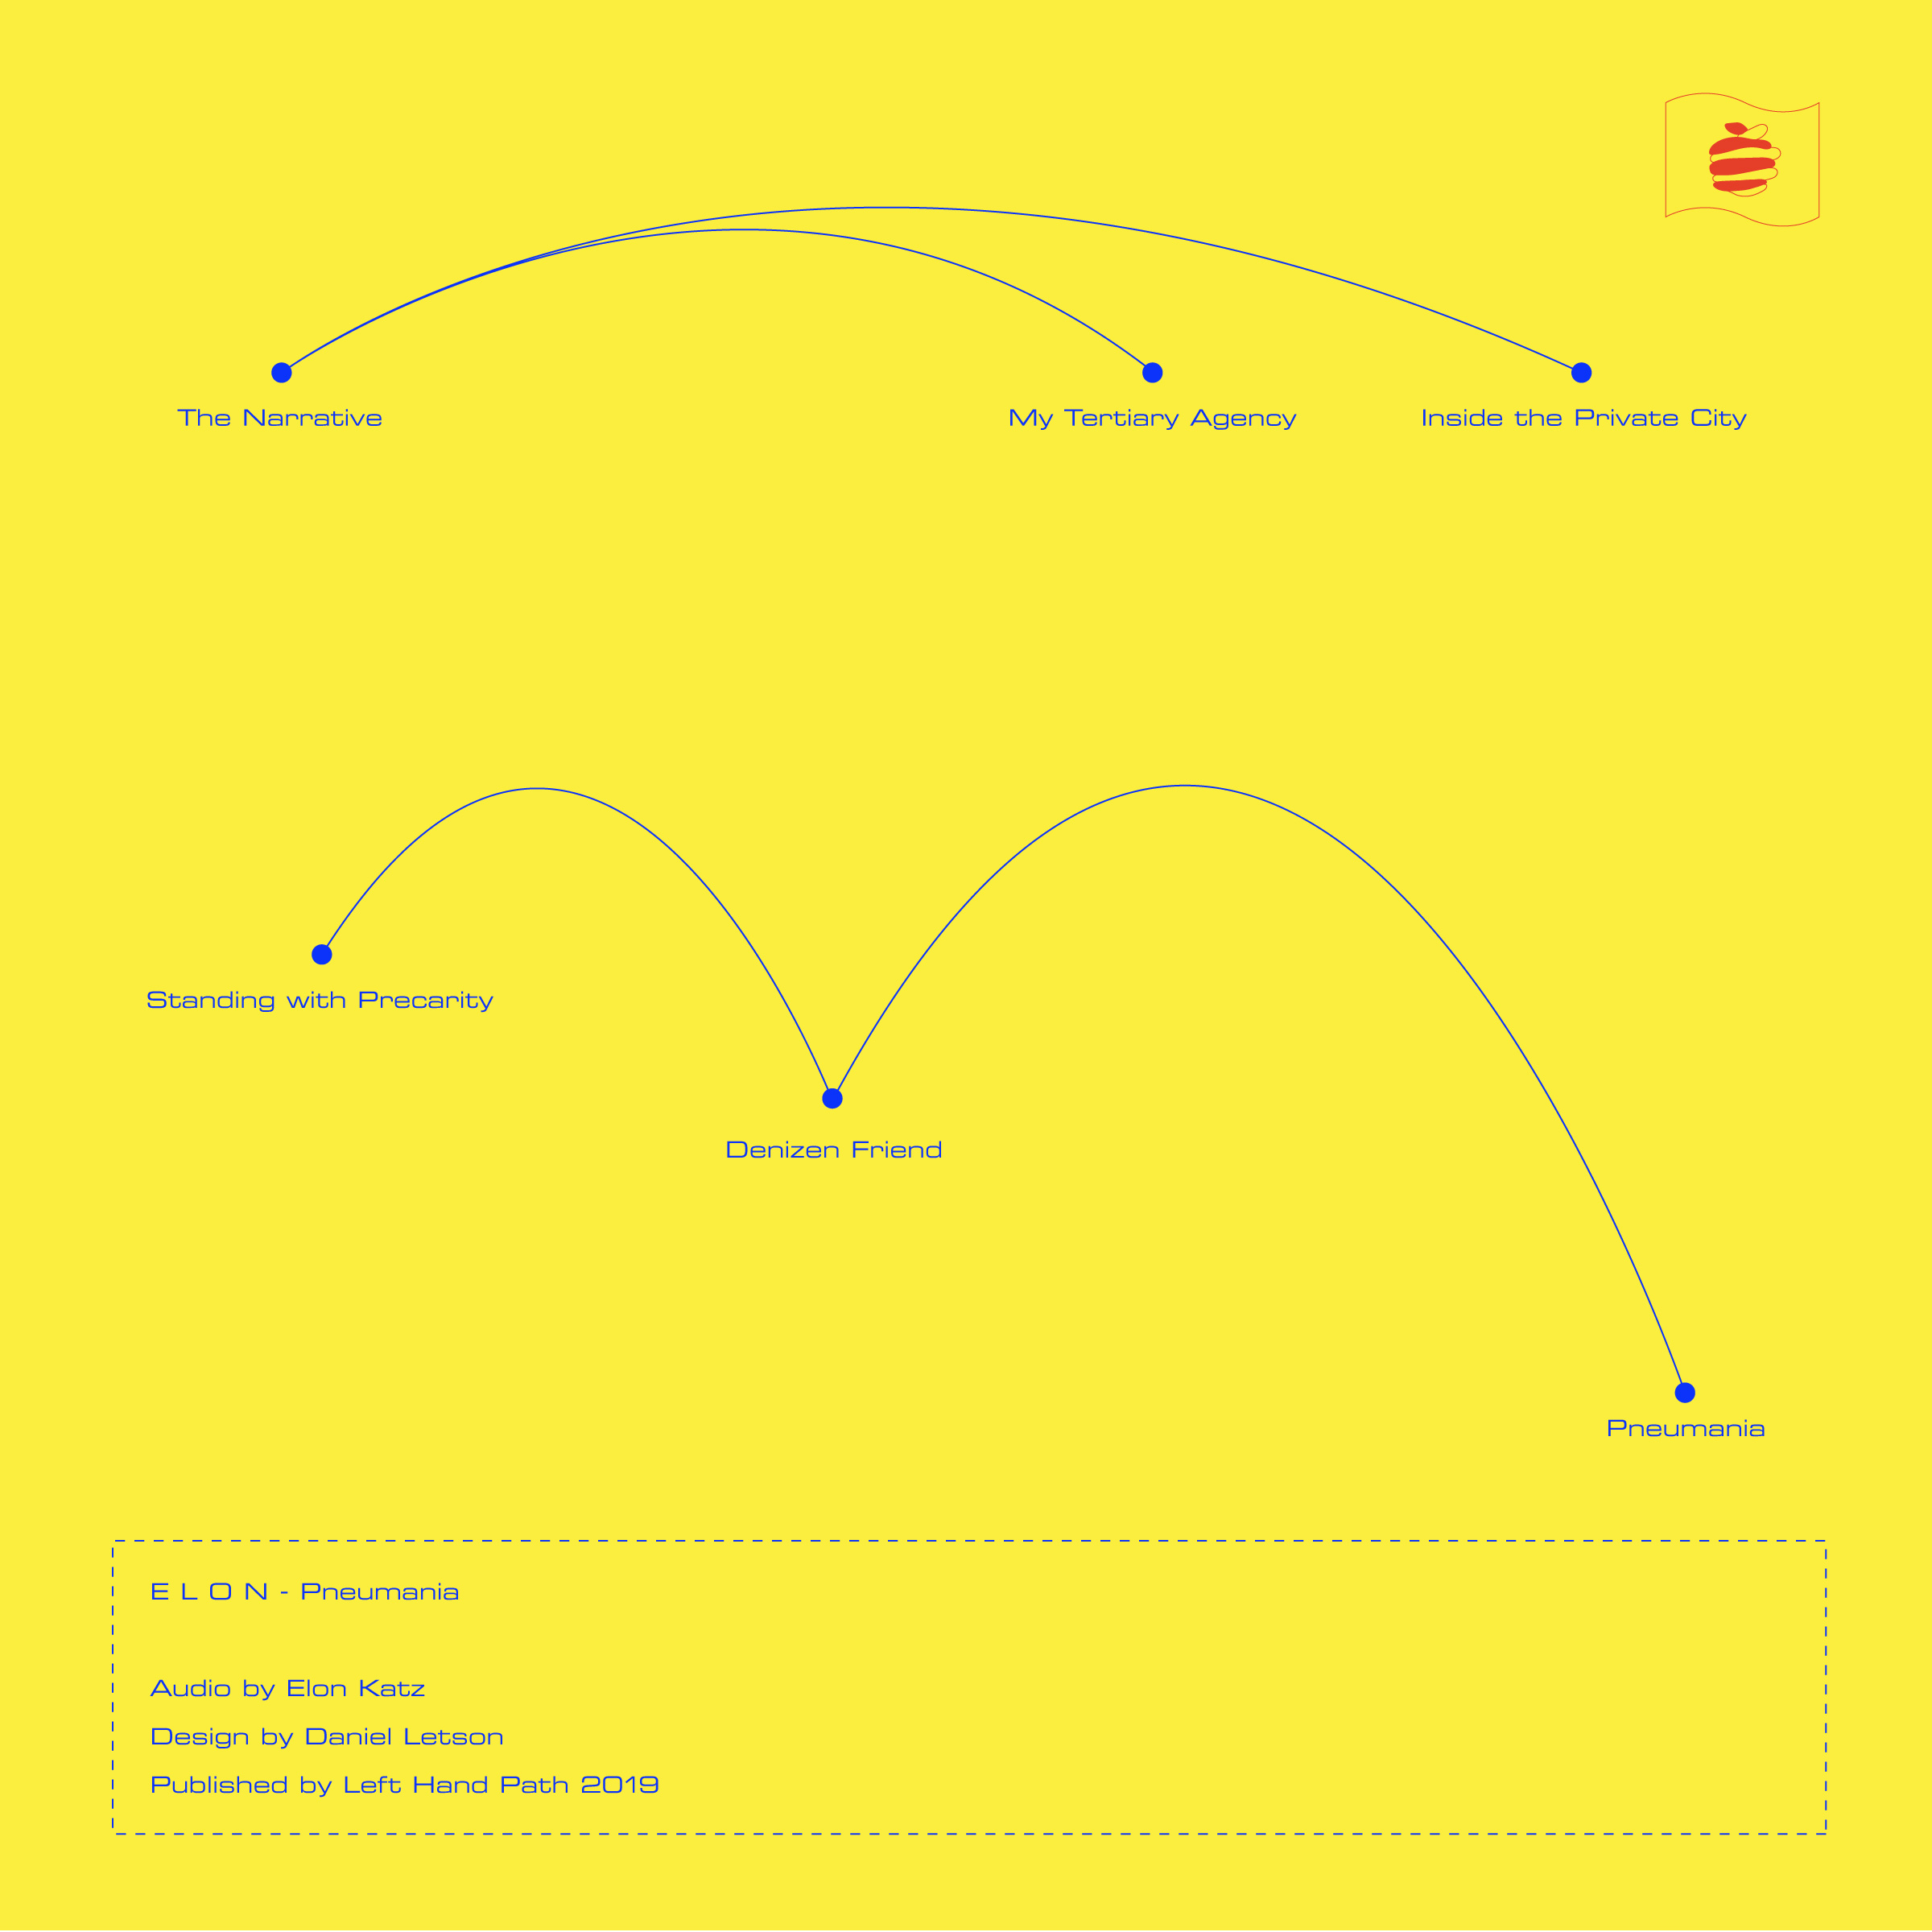 The Narrative
My Tertiary Agency
Inside the Private City
Standing with Precarity
Denizen Friend
Pneumania
E L O N - Pneumania
Audio by Elon Katz
Design by Daniel Letson
Published by Left Hand Path 2019